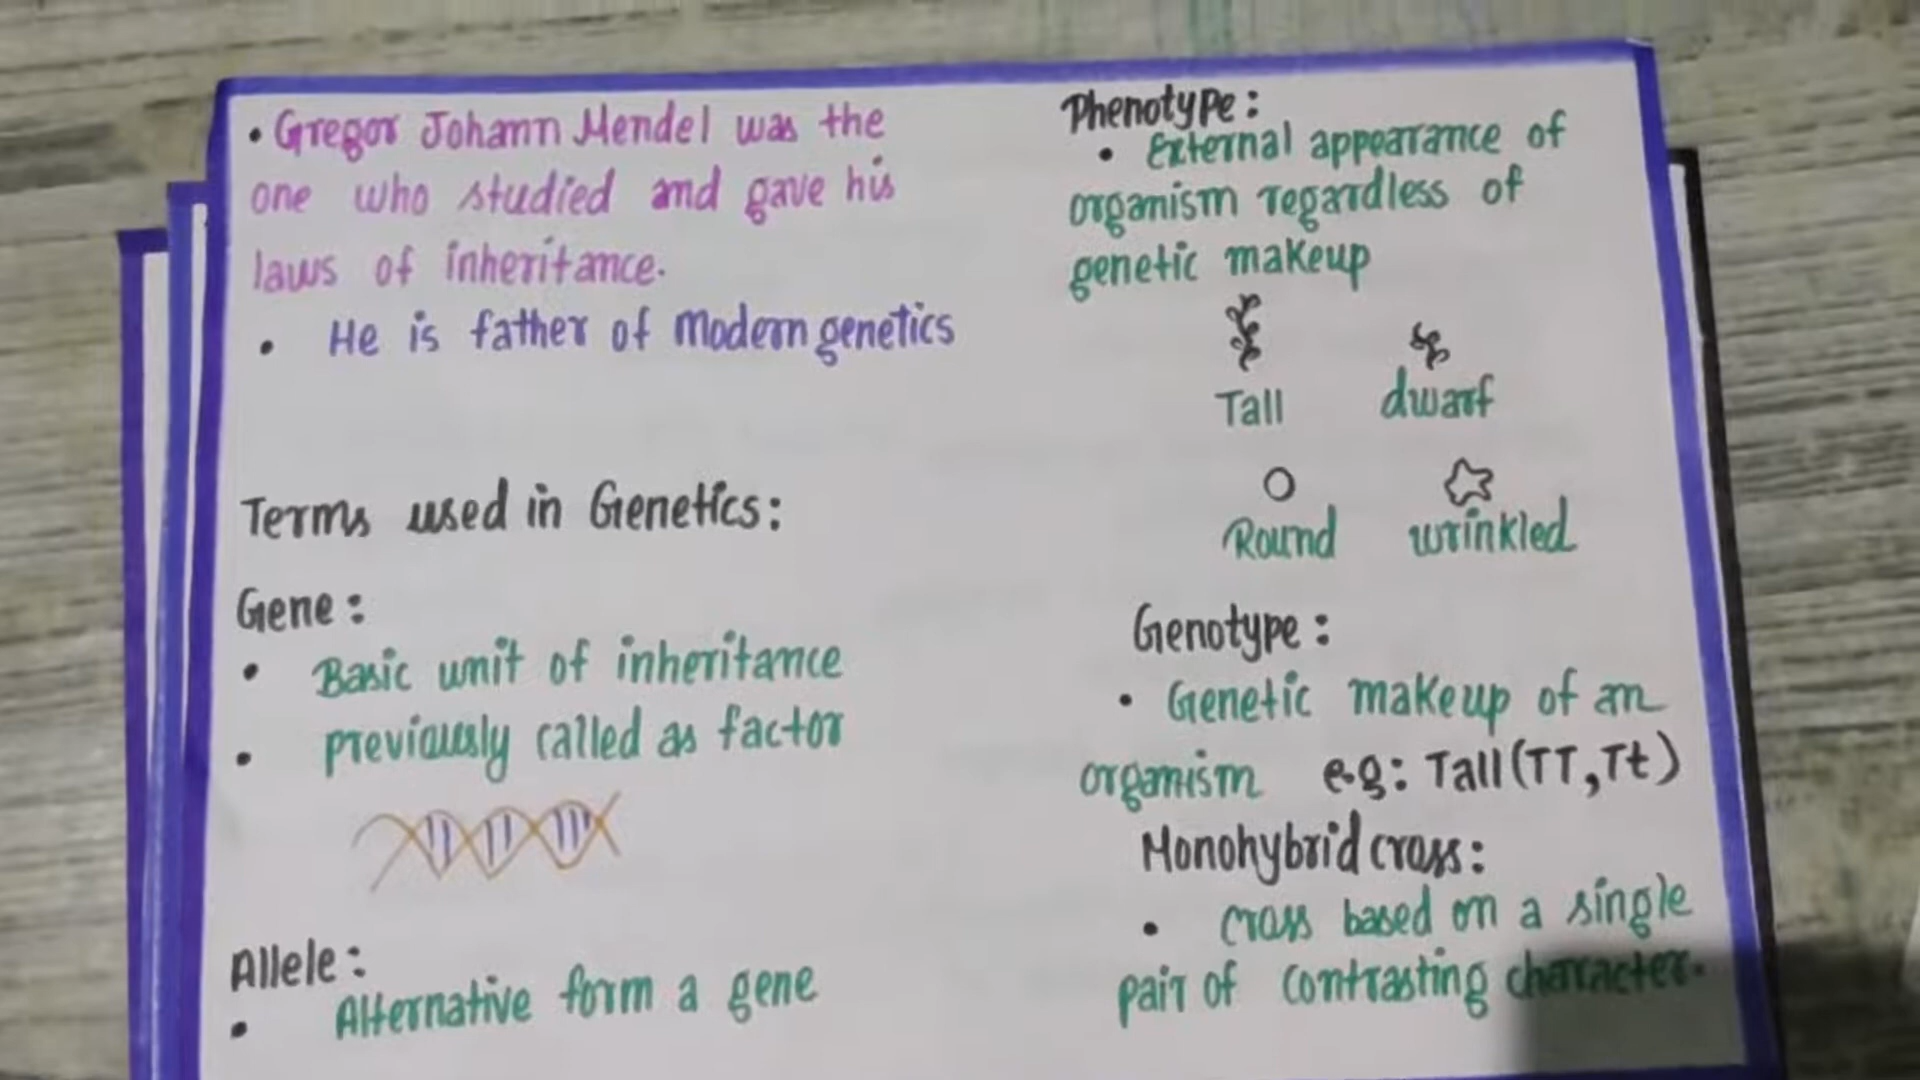 • Gregor Johann Mendel was the
one who studied and gave his
laws of inheritance.
• He is father of Modern genetics
Terms used in Genetics:
Gene:
• Basic unit of inheritance
• previously called as factor
Allele:
• Alternative form a gene
Phenotype:
• External appearance of
organism regardless of
genetic makeup
Tall dwarf
Round wrinkled
Genotype:
• Genetic makeup of an
organism e.g: Tall (TT, Tt)
Monohybrid cross:
• cross based on a single
pair of contrasting character.